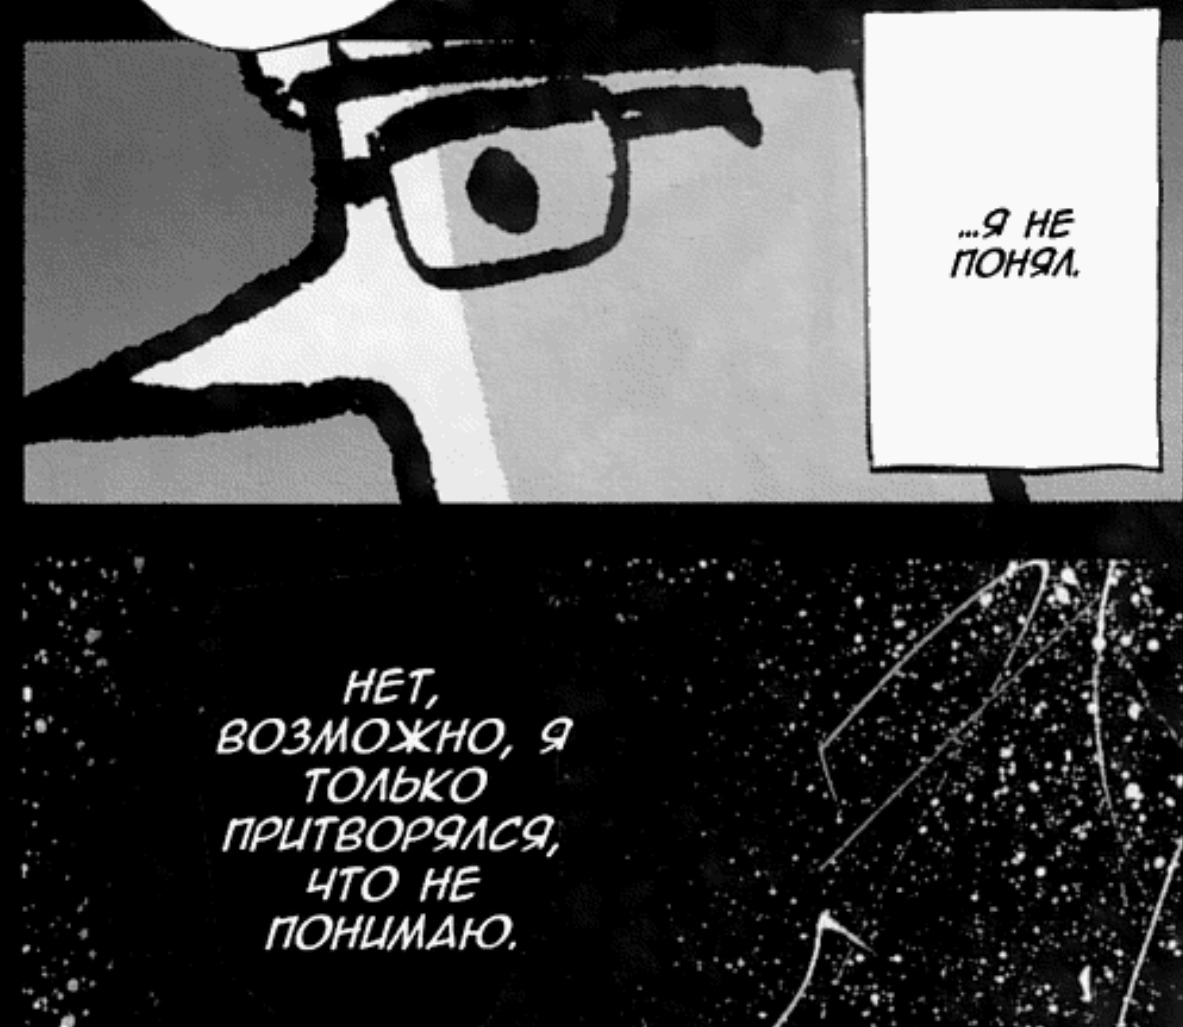 ...Я НЕ
ПОНЯЛ.
НЕТ,
ВОЗМОЖНО, Я
ТОЛЬКО
ПРИТВОРЯЛСЯ,
ЧТО НЕ
ПОНИМАЮ.